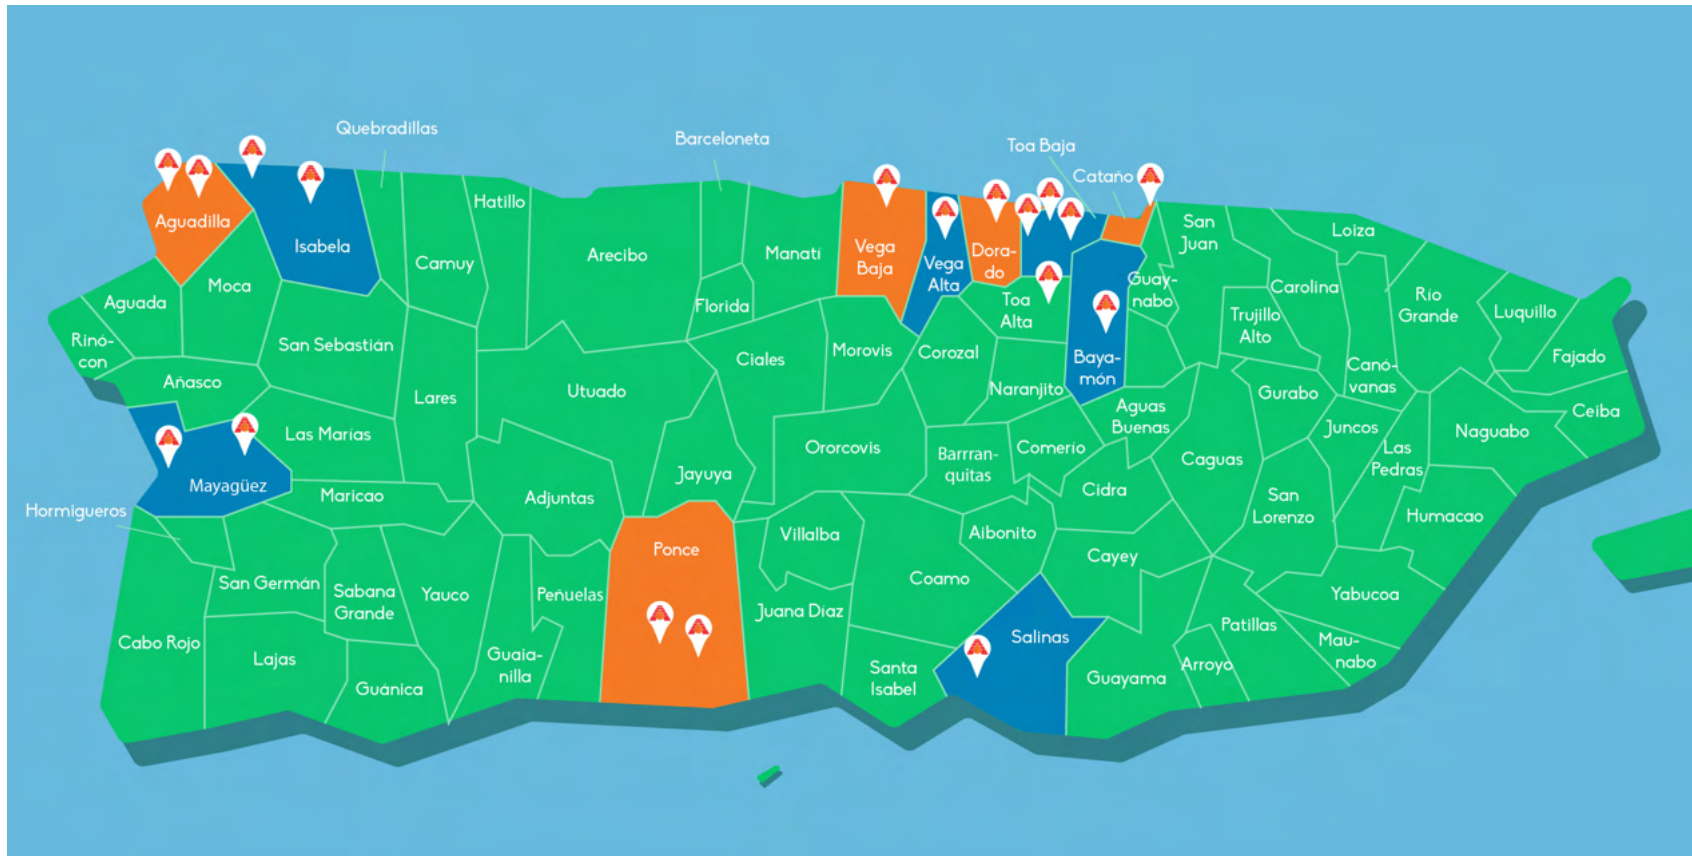 Quebradillas
Barceloneta
Toa Baja
Cataño
Hatillo
Aguadilla
Isabela
San
Juan
Loiza
Arecibo
Manatí
Vega
Baja
Vega
Alta
Dora-
do
Camuy
Moca
Aguada
Florida
Toa
Alta
Guay-
nabo
Carolina
Río
Grande
Luquillo
Trujillo
Alto
Rinó-
con
San Sebastián
Ciales
Morovis
Corozal
Baya-
món
Canó-
vanas
Fajado
Añasco
Lares
Utuado
Naranjito
Aguas
Buenas
Gurabo
Ceiba
Las Marías
Juncos
Naguabo
Ororcovis
Barrran-
quitas
Comerío
Caguas
Las
Pedras
Mayagüez
Maricao
Adjuntas
Jayuya
Cidra
San
Lorenzo
Humacao
Hormigueros
Ponce
Villalba
Aibonito
Cayey
San Germán
Sabana
Grande
Yauco
Peñuelas
Juana Díaz
Coamo
Yabucoa
Cabo Rojo
Lajas
Guánica
Guaia-
nilla
Santa
Isabel
Salinas
Guayama
Arroyo
Patillas
Mau-
nabo